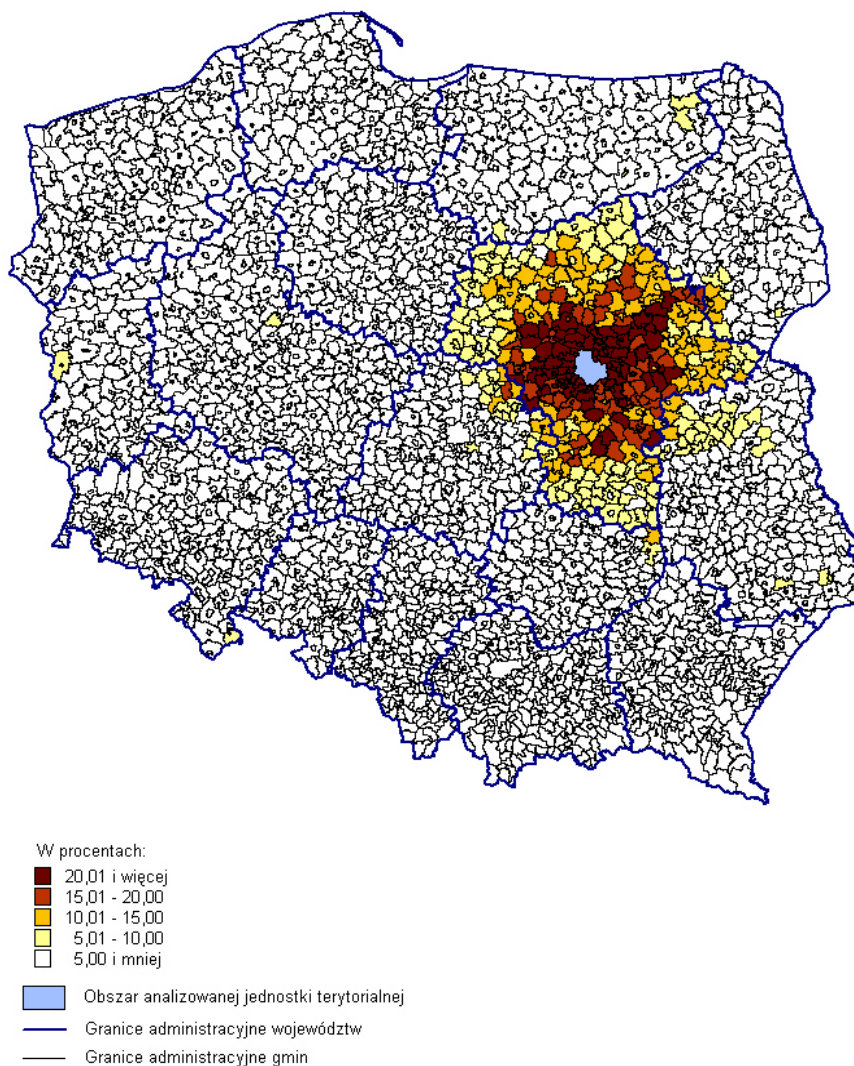 W procentach:
20,01 i więcej
15,01 - 20,00
10,01 - 15,00
5,01 - 10,00
5,00 i mniej
Obszar analizowanej jednostki terytorialnej
Granice administracyjne województw
Granice administracyjne gmin